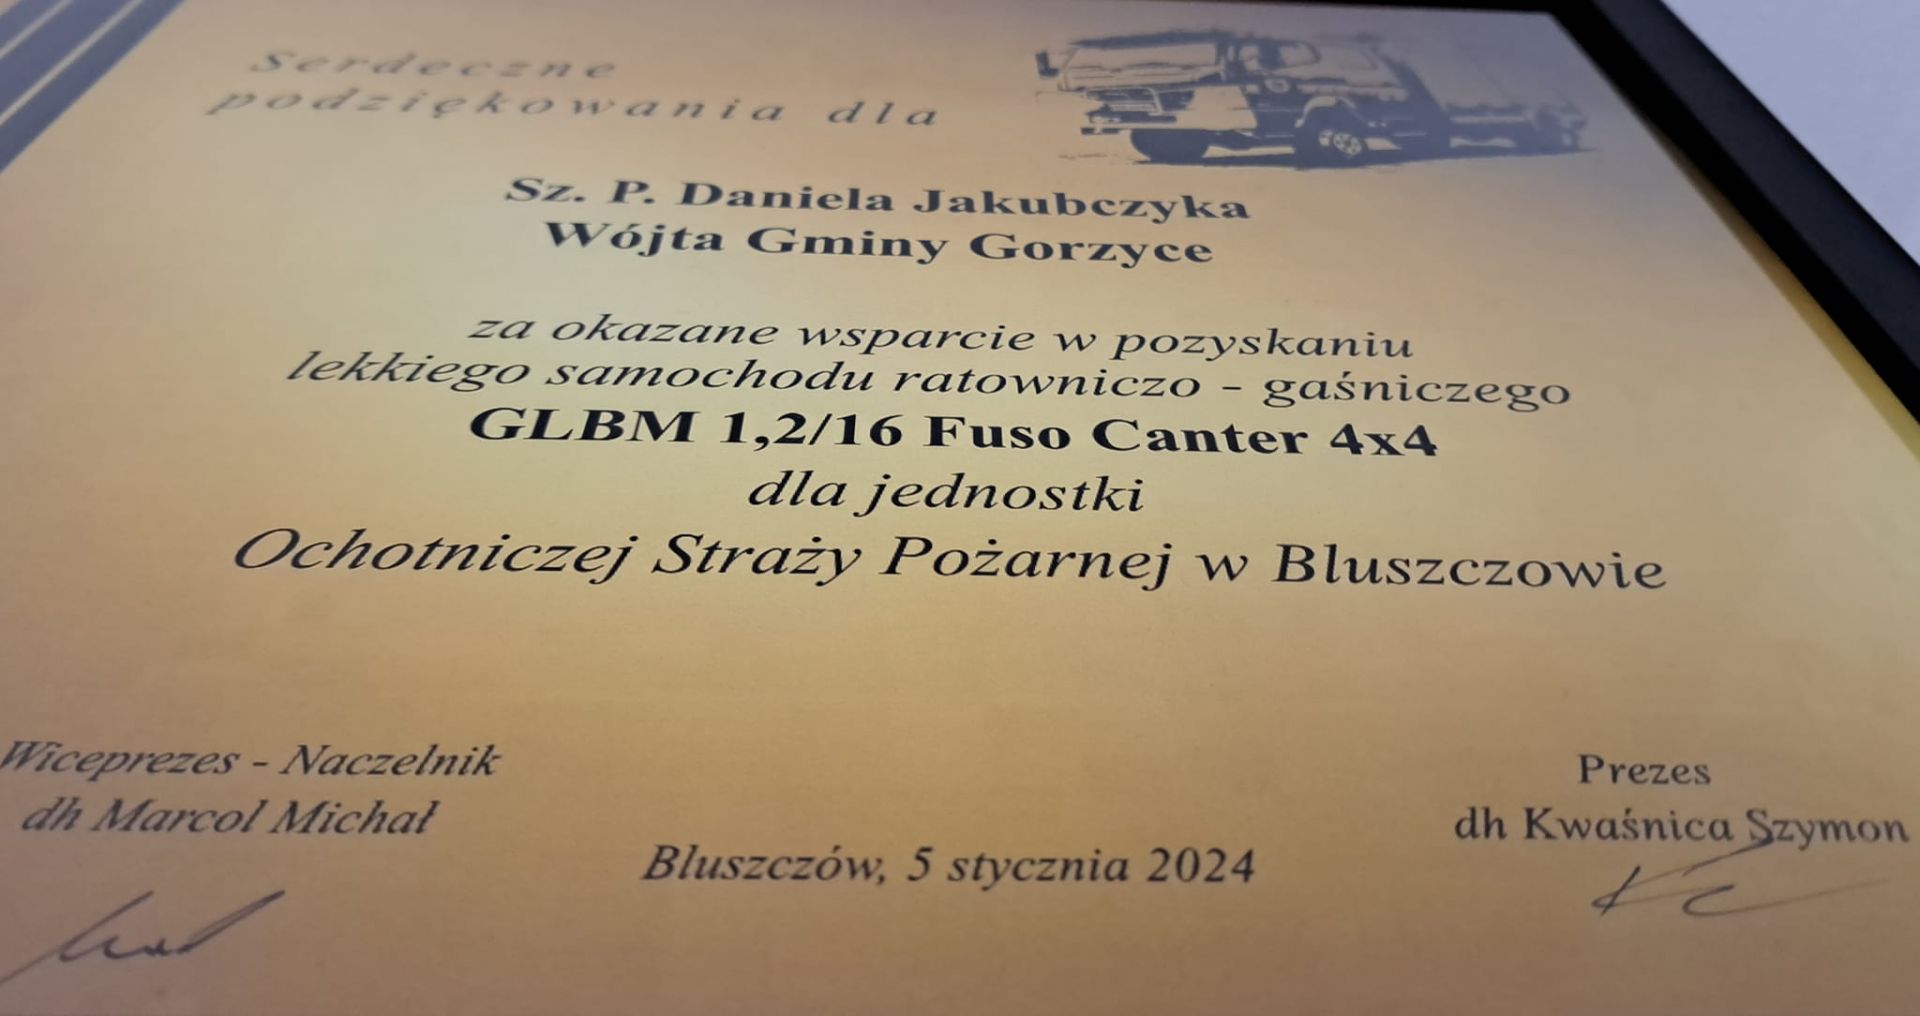 Serdeczne
podziękowania dla
Sz. P. Daniela Jakubczyka
Wójta Gminy Gorzyce
za okazane wsparcie w pozyskaniu
lekkiego samochodu ratowniczo - gaśniczego
GLBM 1,2/16 Fuso Canter 4x4
dla jednostki
Ochotniczej Straży Pożarnej w Bluszczowie
Wiceprezes - Naczelnik
dh Marcol Michał
Prezes
dh Kwaśnica Szymon
Bluszczów, 5 stycznia 2024